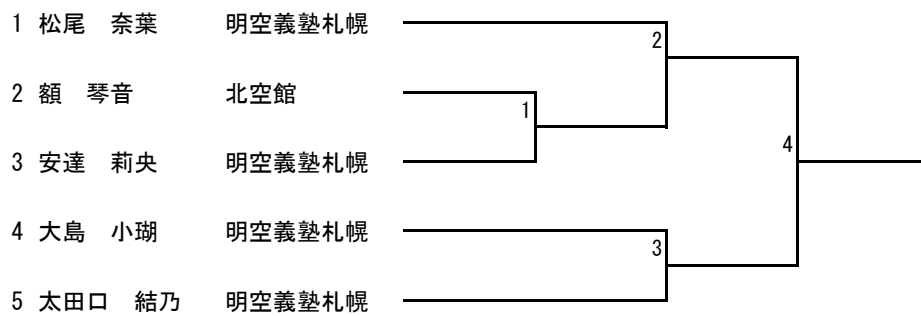 1 松尾　奈葉　明空義塾札幌
2
2 額　琴音　北空館
1
3 安達　莉央　明空義塾札幌
4
4 大島　小瑚　明空義塾札幌
3
5 太田口　結乃　明空義塾札幌